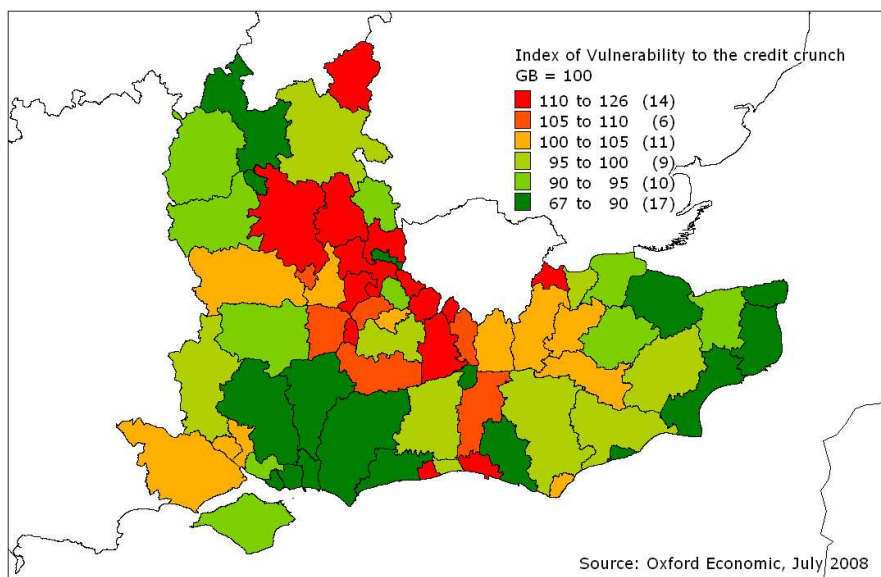 Index of Vulnerability to the credit crunch
GB = 100
110 to 126 (14)
105 to 110 (6)
100 to 105 (11)
95 to 100 (9)
90 to 95 (10)
67 to 90 (17)
Source: Oxford Economic, July 2008